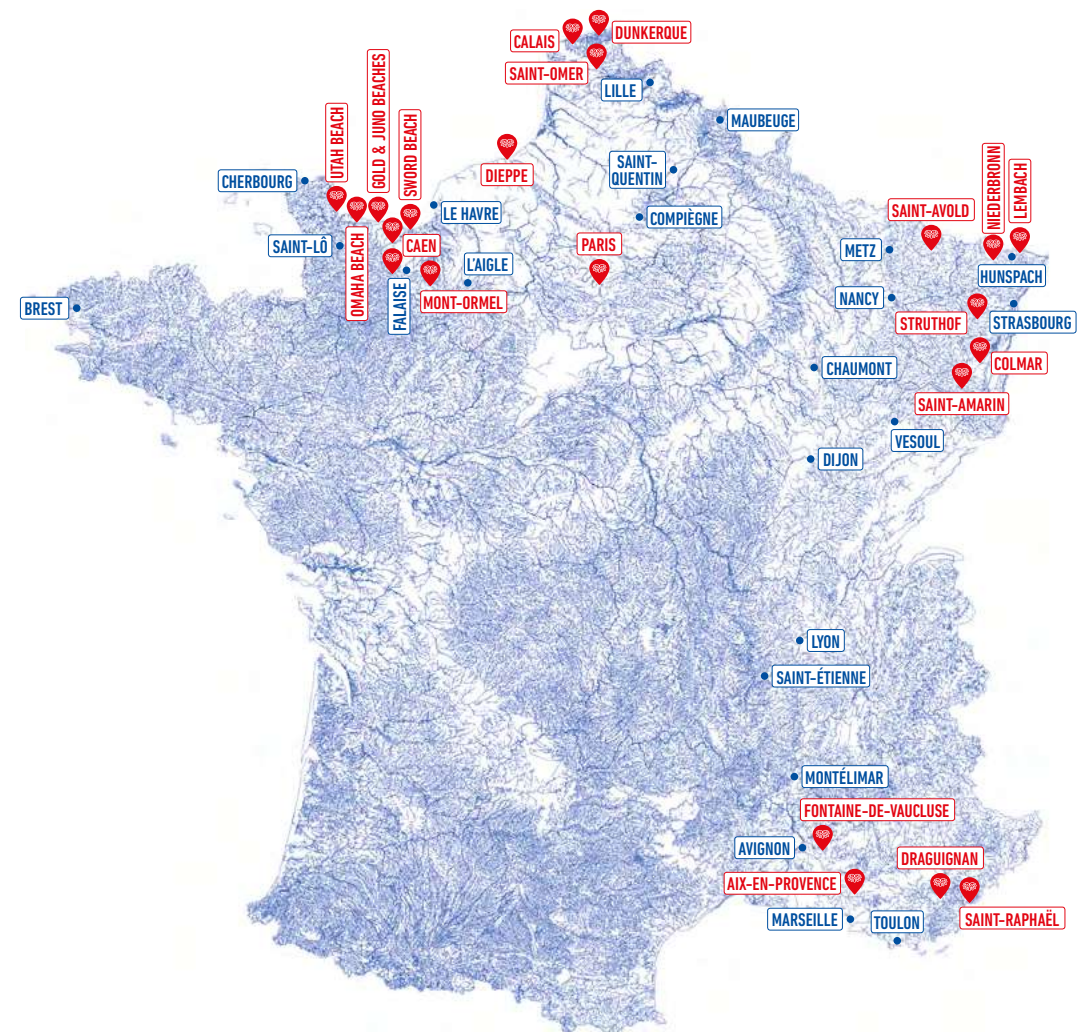 DUNKERQUE
CALAIS
SAINT-OMER
LILLE
MAUBEUGE
UTAH BEACH
GOLD & JUNO BEACHES
SWORD BEACH
DIEPPE
SAINT-
QUENTIN
CHERBOURG
LE HAVRE
COMPIÈGNE
SAINT-AVOLD
NIEDERBRONN
LEMBACH
SAINT-LÔ
OMAHA BEACH
CAEN
PARIS
METZ
HUNSPACH
L'AIGLE
FALAISE
MONT-ORMEL
NANCY
BREST
STRUTHOF
STRASBOURG
COLMAR
CHAUMONT
SAINT-AMARIN
VESOUL
DIJON
LYON
SAINT-ÉTIENNE
MONTÉLIMAR
FONTAINE-DE-VAUCLUSE
AVIGNON
DRAGUIGNAN
AIX-EN-PROVENCE
MARSEILLE
TOULON
SAINT-RAPHAËL